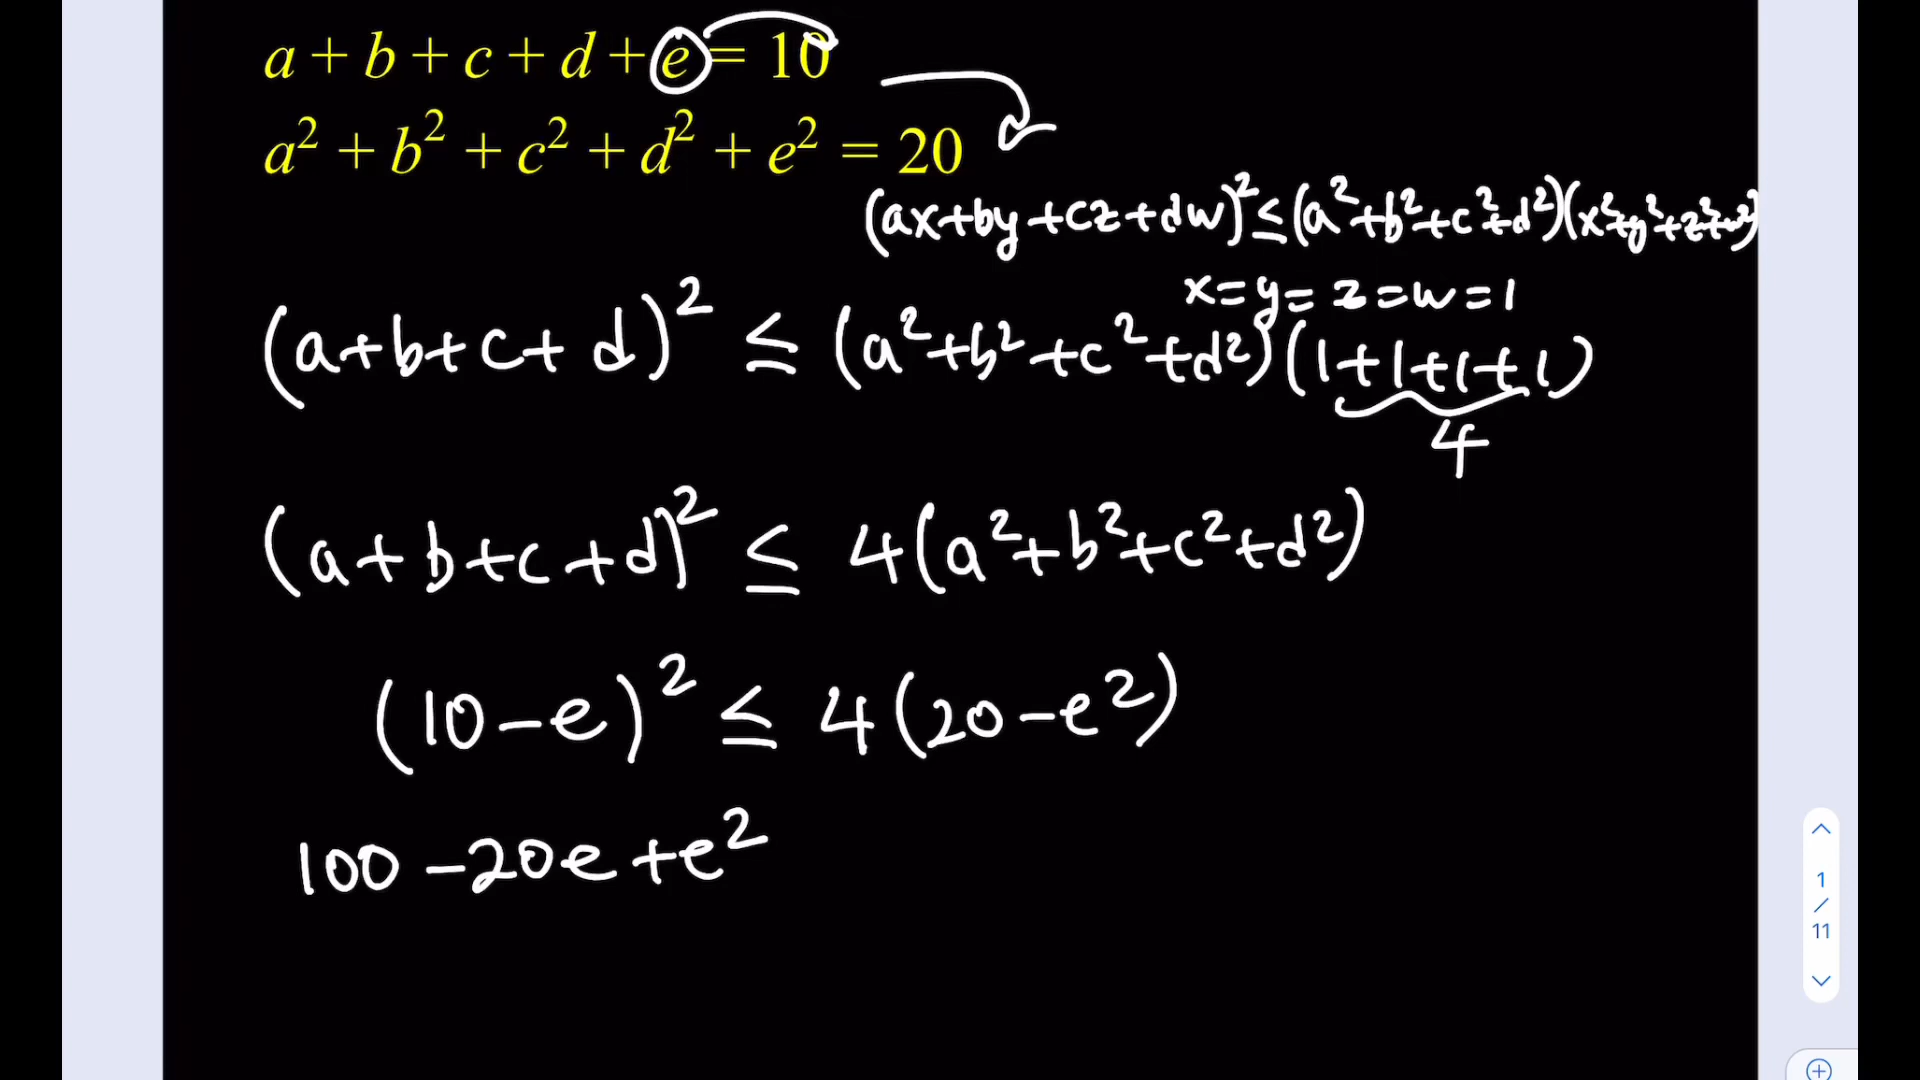 a + b + c + d + e = 10
a² + b² + c² + d² + e² = 20
(ax+by+cz+dw)² ≤ (a²+b²+c²+d²)(x²+y²+z²+w²)
x=y=z=w=1
(a+b+c+d)² ≤ (a²+b²+c²+d²)(1+1+1+1)
4
(a+b+c+d)² ≤ 4(a²+b²+c²+d²)
(10-e)² ≤ 4(20-e²)
100 -20e +e²
1
/
11